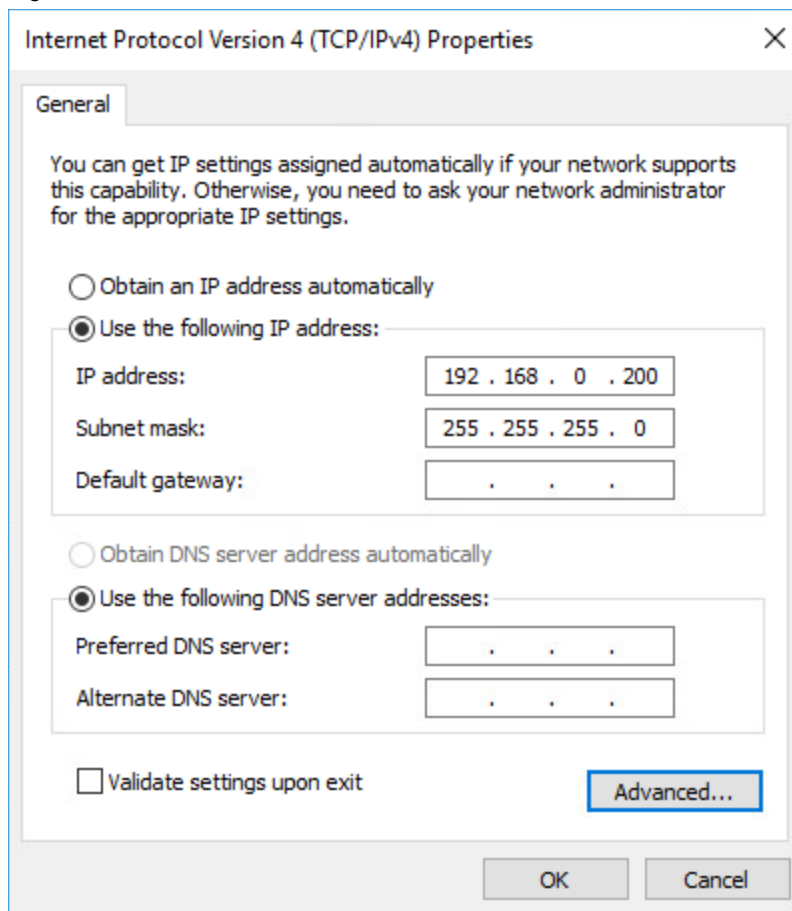 Internet Protocol Version 4 (TCP/IPv4) Properties
General
You can get IP settings assigned automatically if your network supports
this capability. Otherwise, you need to ask your network administrator
for the appropriate IP settings.
Obtain an IP address automatically
Use the following IP address:
IP address: 192 . 168 . 0 . 200
Subnet mask: 255 . 255 . 255 . 0
Default gateway: . . .
Obtain DNS server address automatically
Use the following DNS server addresses:
Preferred DNS server: . . .
Alternate DNS server: . . .
Validate settings upon exit
Advanced...
OK Cancel